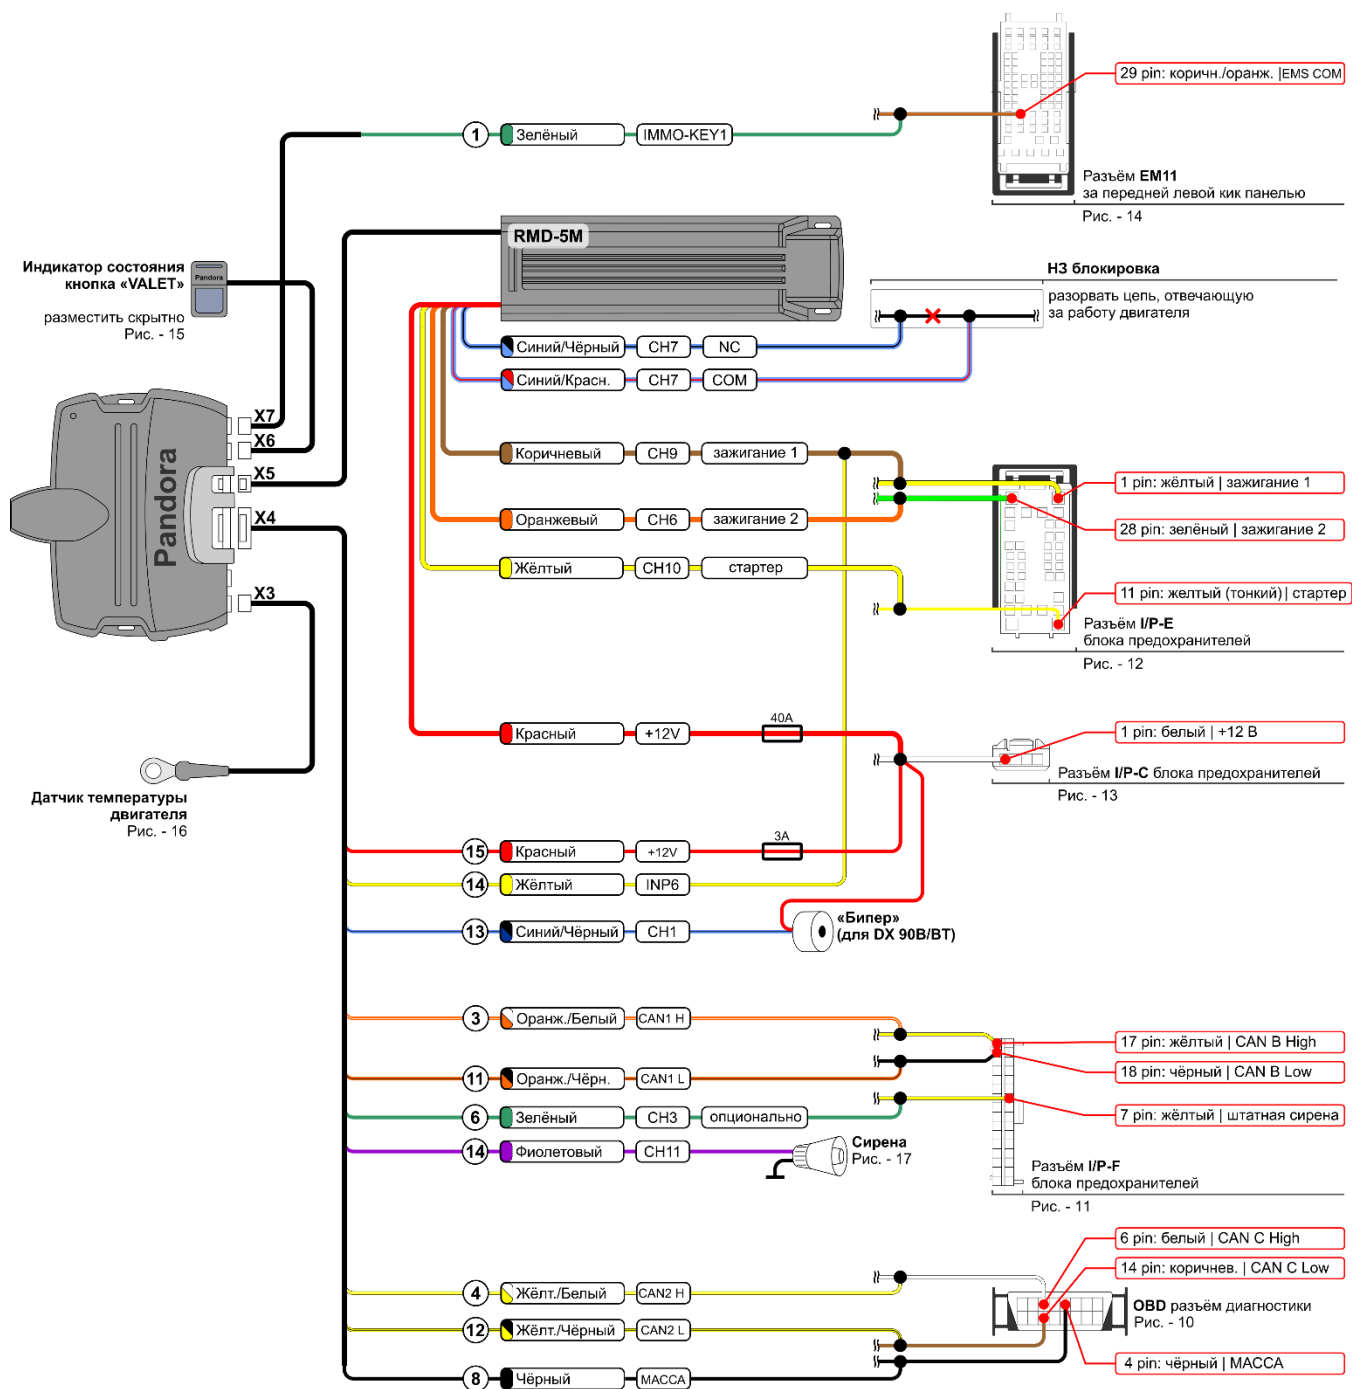 29 pin: коричн./оранж. |EMS COM
1 Зелёный IMMO-KEY1
Разъём EM11
за передней левой кик панелью
Рис. - 14
RMD-5M
Индикатор состояния
кнопка «VALET»
Pandora
разместить скрытно
Рис. - 15
НЗ блокировка
разорвать цепь, отвечающую
за работу двигателя
Синий/Чёрный CH7 NC
Синий/Красн. CH7 COM
X7
X6
X5
X4
X3
Pandora
Коричневый CH9 зажигание 1
1 pin: жёлтый | зажигание 1
Оранжевый CH6 зажигание 2
28 pin: зелёный | зажигание 2
Жёлтый CH10 стартер
11 pin: желтый (тонкий) | стартер
Разъём I/P-E
блока предохранителей
Рис. - 12
40A
Красный +12V
1 pin: белый | +12 В
Разъём I/P-C блока предохранителей
Рис. - 13
Датчик температуры
двигателя
Рис. - 16
3A
15 Красный +12V
14 Жёлтый INP6
13 Синий/Чёрный CH1
«Бипер»
(для DX 90B/BT)
3 Оранж./Белый CAN1 H
17 pin: жёлтый | CAN B High
11 Оранж./Чёрн. CAN1 L
18 pin: чёрный | CAN B Low
6 Зелёный CH3 опционально
7 pin: жёлтый | штатная сирена
14 Фиолетовый CH11
Сирена
Рис. - 17
Разъём I/P-F
блока предохранителей
Рис. - 11
6 pin: белый | CAN C High
14 pin: коричнев. | CAN C Low
4 Жёлт./Белый CAN2 H
OBD разъём диагностики
Рис. - 10
12 Жёлт./Чёрный CAN2 L
4 pin: чёрный | МАССА
8 Чёрный МАССА